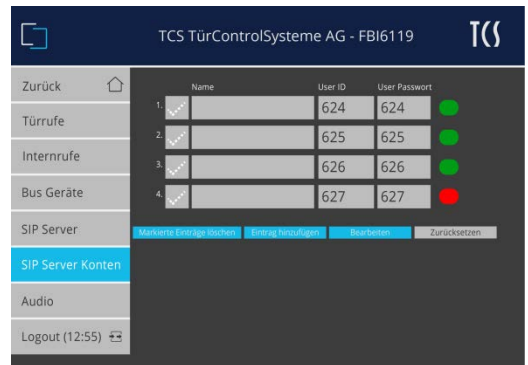 TCS TürControlSysteme AG - FBI6119
TCS
Zurück
Türrufe
Internrufe
Bus Geräte
SIP Server
SIP Server Konten
Audio
Logout (12:55)
Name User ID User Passwort
1. 624 624
2. 625 625
3. 626 626
4. 627 627
Markierte Einträge löschen Eintrag hinzufügen Bearbeiten Zurücksetzen